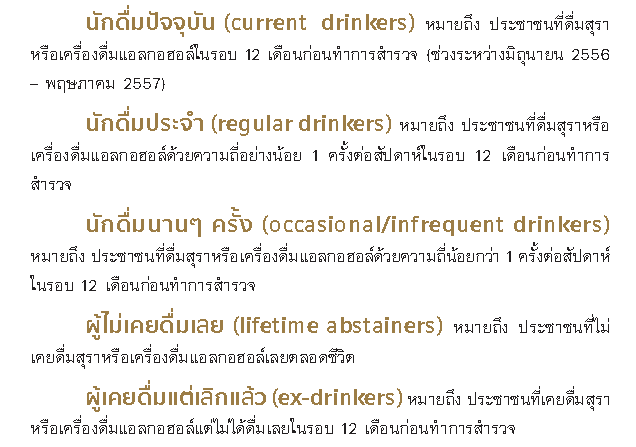 นักดื่มปัจจุบัน (current drinkers) หมายถึง ประชาชนที่ดื่มสุรา
หรือเครื่องดื่มแอลกอฮอล์ในรอบ 12 เดือนก่อนทำการสำรวจ (ช่วงระหว่างมิถุนายน 2556
– พฤษภาคม 2557)
นักดื่มประจำ (regular drinkers) หมายถึง ประชาชนที่ดื่มสุราหรือ
เครื่องดื่มแอลกอฮอล์ด้วยความถี่อย่างน้อย 1 ครั้งต่อสัปดาห์ในรอบ 12 เดือนก่อนทำการ
สำรวจ
นักดื่มนานๆ ครั้ง (occasional/infrequent drinkers)
หมายถึง ประชาชนที่ดื่มสุราหรือเครื่องดื่มแอลกอฮอล์ด้วยความถี่น้อยกว่า 1 ครั้งต่อสัปดาห์
ในรอบ 12 เดือนก่อนทำการสำรวจ
ผู้ไม่เคยดื่มเลย (lifetime abstainers) หมายถึง ประชาชนที่ไม่
เคยดื่มสุราหรือเครื่องดื่มแอลกอฮอล์เลยตลอดชีวิต
ผู้เคยดื่มแต่เลิกแล้ว (ex-drinkers) หมายถึง ประชาชนที่เคยดื่มสุรา
หรือเครื่องดื่มแอลกอฮอล์แต่ไม่ได้ดื่มเลยในรอบ 12 เดือนก่อนทำการสำรวจ